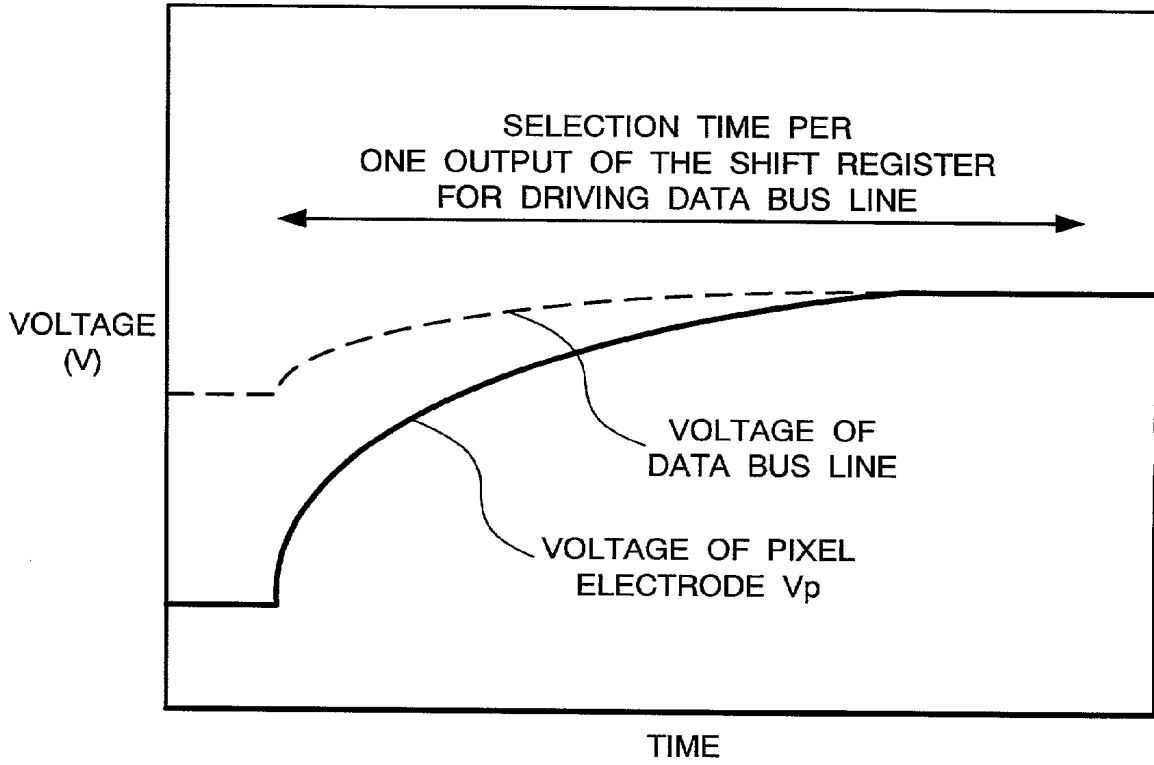 SELECTION TIME PER
ONE OUTPUT OF THE SHIFT REGISTER
FOR DRIVING DATA BUS LINE
VOLTAGE
(V)
VOLTAGE OF
DATA BUS LINE
VOLTAGE OF PIXEL
ELECTRODE Vp
TIME